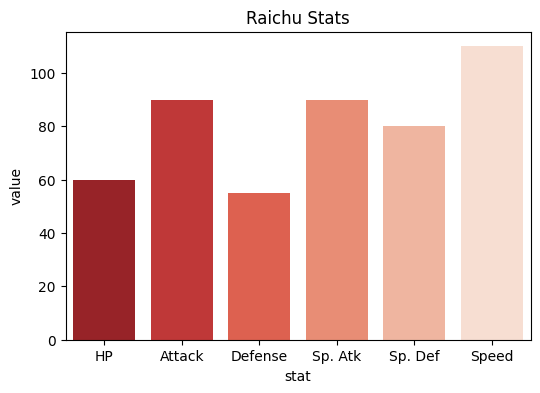 Raichu Stats
value
100
80
60
40
20
0
HP Attack Defense Sp. Atk Sp. Def Speed
stat